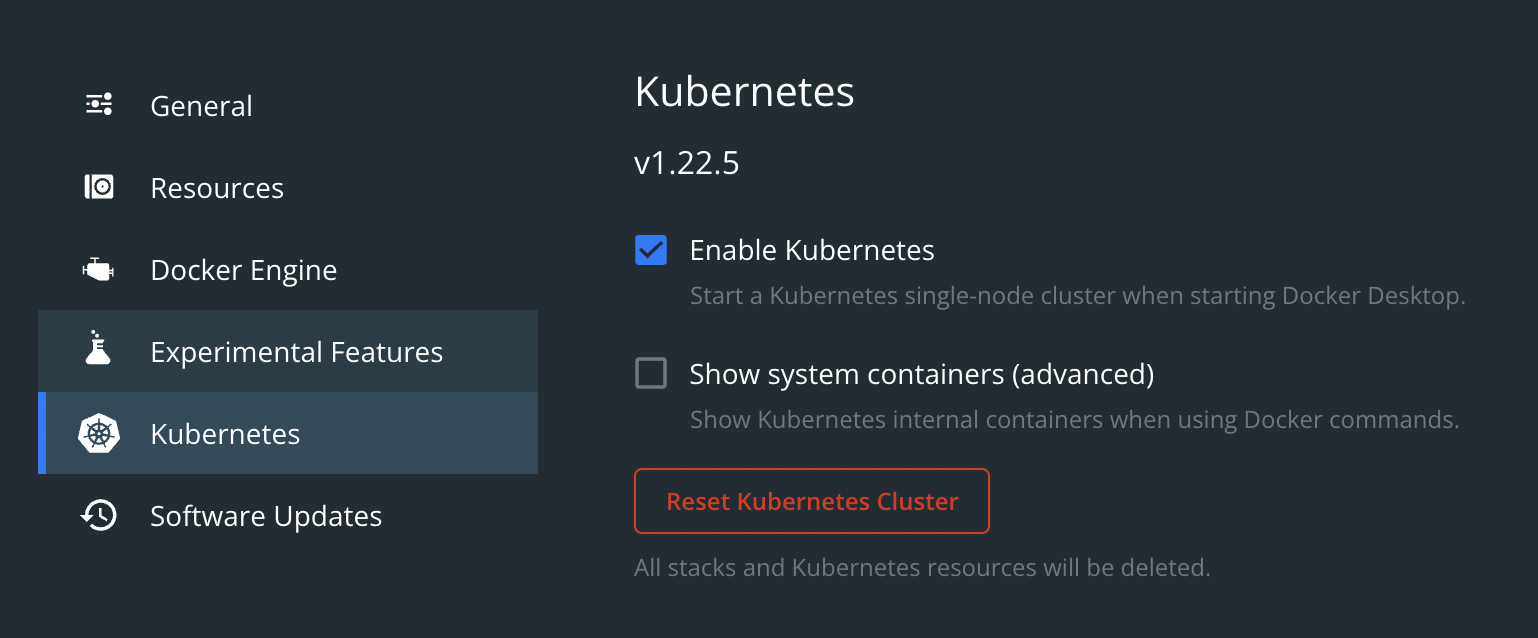 General
Resources
Docker Engine
Experimental Features
Kubernetes
Software Updates
Kubernetes
v1.22.5
Enable Kubernetes
Start a Kubernetes single-node cluster when starting Docker Desktop.
Show system containers (advanced)
Show Kubernetes internal containers when using Docker commands.
Reset Kubernetes Cluster
All stacks and Kubernetes resources will be deleted.